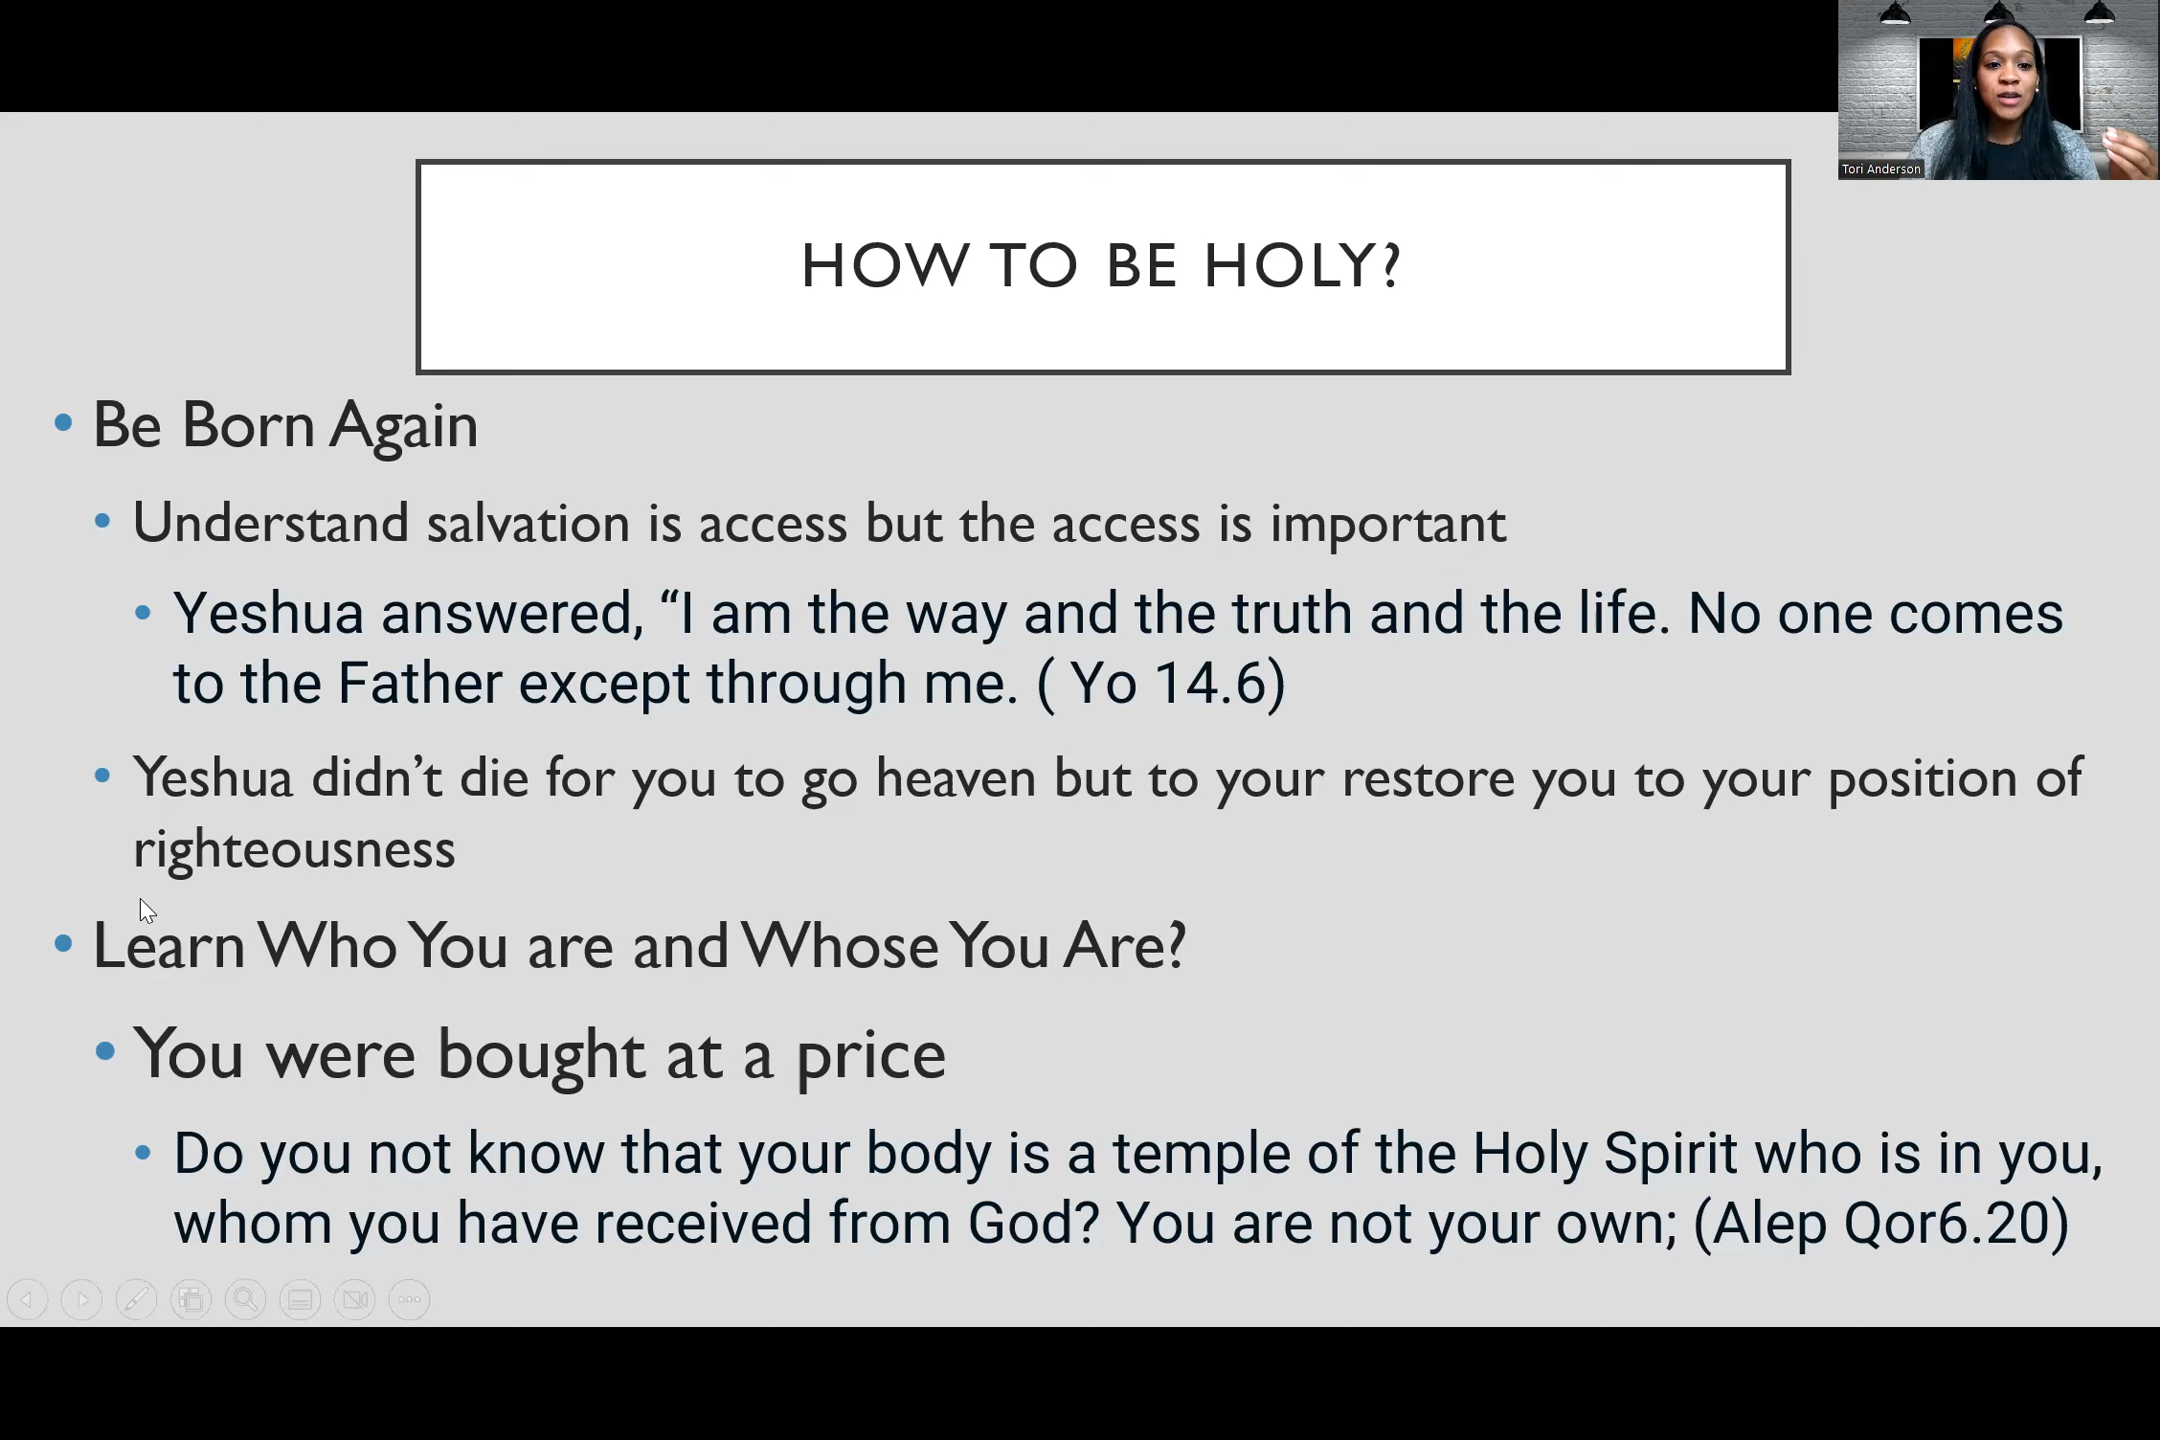 Tori Anderson
HOW TO BE HOLY?
• Be Born Again
• Understand salvation is access but the access is important
• Yeshua answered, “I am the way and the truth and the life. No one comes
to the Father except through me. ( Yo 14.6)
• Yeshua didn’t die for you to go heaven but to your restore you to your position of
righteousness
• Learn Who You are and Whose You Are?
• You were bought at a price
• Do you not know that your body is a temple of the Holy Spirit who is in you,
whom you have received from God? You are not your own; (Alep Qor6.20)